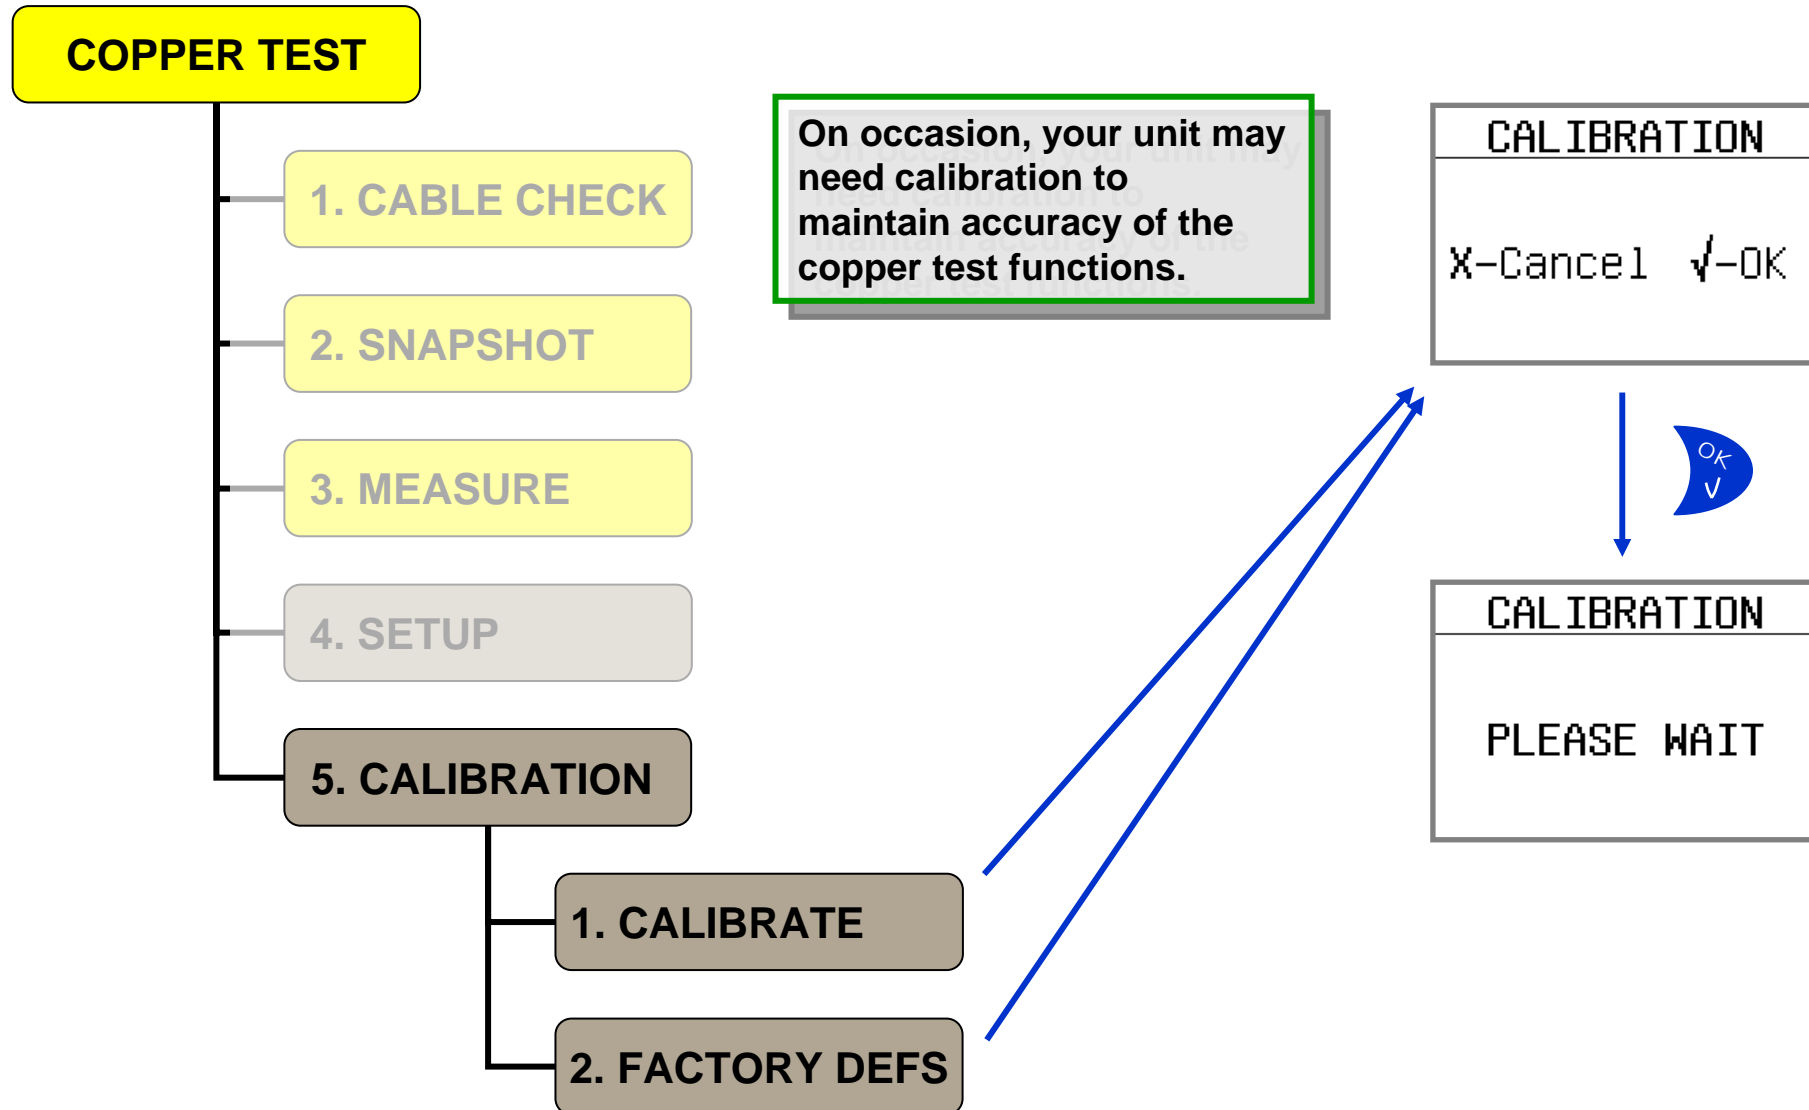 COPPER TEST
1. CABLE CHECK
2. SNAPSHOT
3. MEASURE
4. SETUP
5. CALIBRATION
1. CALIBRATE
2. FACTORY DEFS
On occasion, your unit may
need calibration to
maintain accuracy of the
copper test functions.
CALIBRATION
X-Cancel √-OK
OK
√
CALIBRATION
PLEASE WAIT